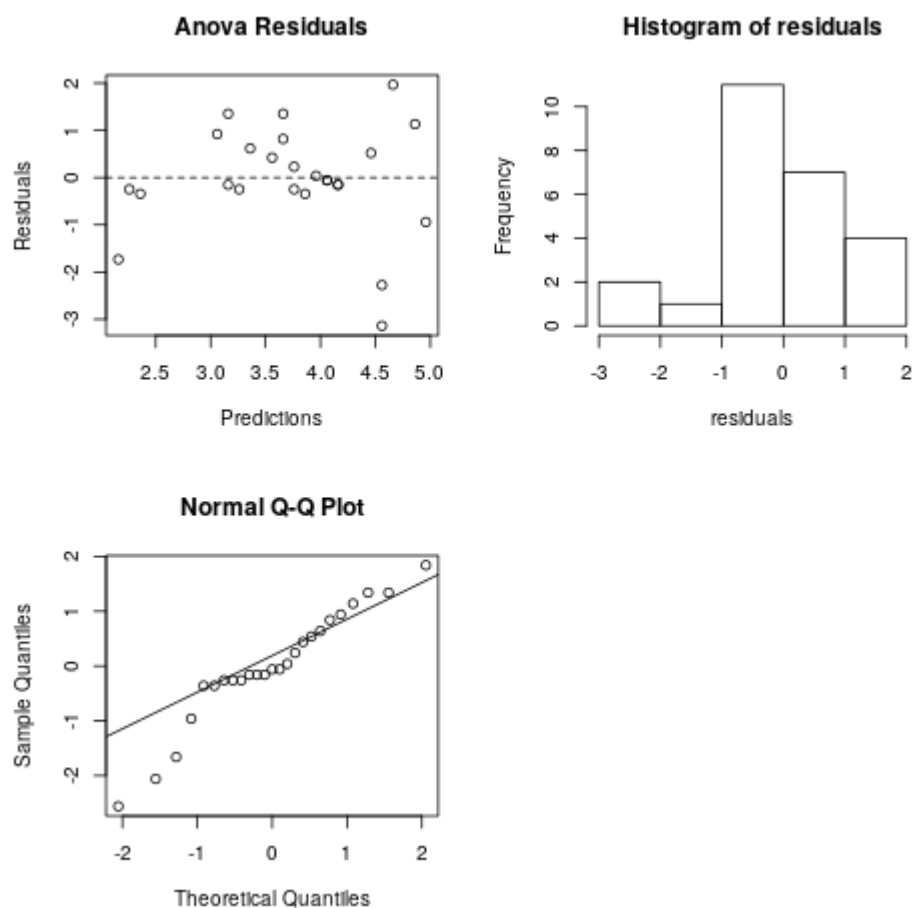 Anova Residuals
Residuals
2
1
0
-1
-2
-3
2.5 3.0 3.5 4.0 4.5 5.0
Predictions
Histogram of residuals
Frequency
10
8
6
4
2
0
-3 -2 -1 0 1 2
residuals
Normal Q-Q Plot
Sample Quantiles
2
1
0
-1
-2
-2 -1 0 1 2
Theoretical Quantiles